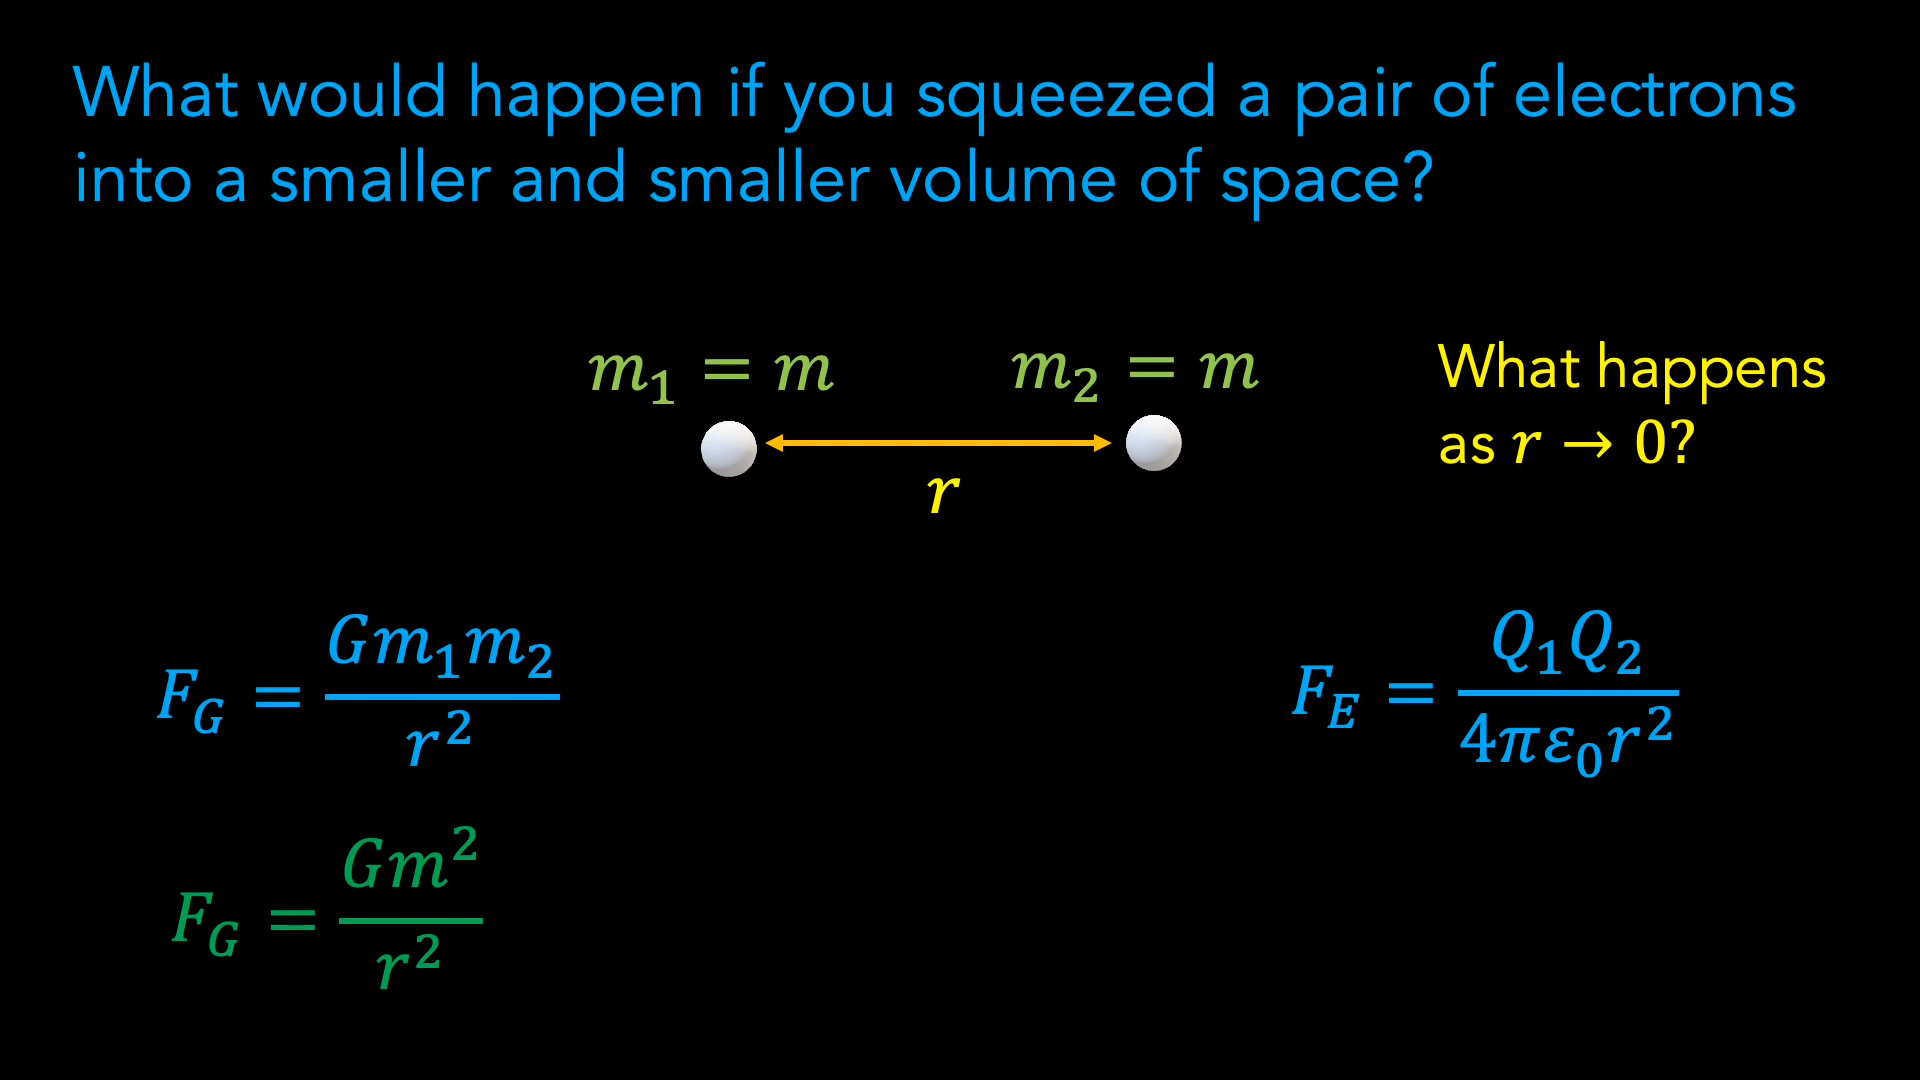 What would happen if you squeezed a pair of electrons
into a smaller and smaller volume of space?
m₁ = m
m₂ = m
What happens
as r → 0?
r
F_G = Gm₁m₂ / r²
F_E = Q₁Q₂ / 4πε₀r²
F_G = Gm² / r²